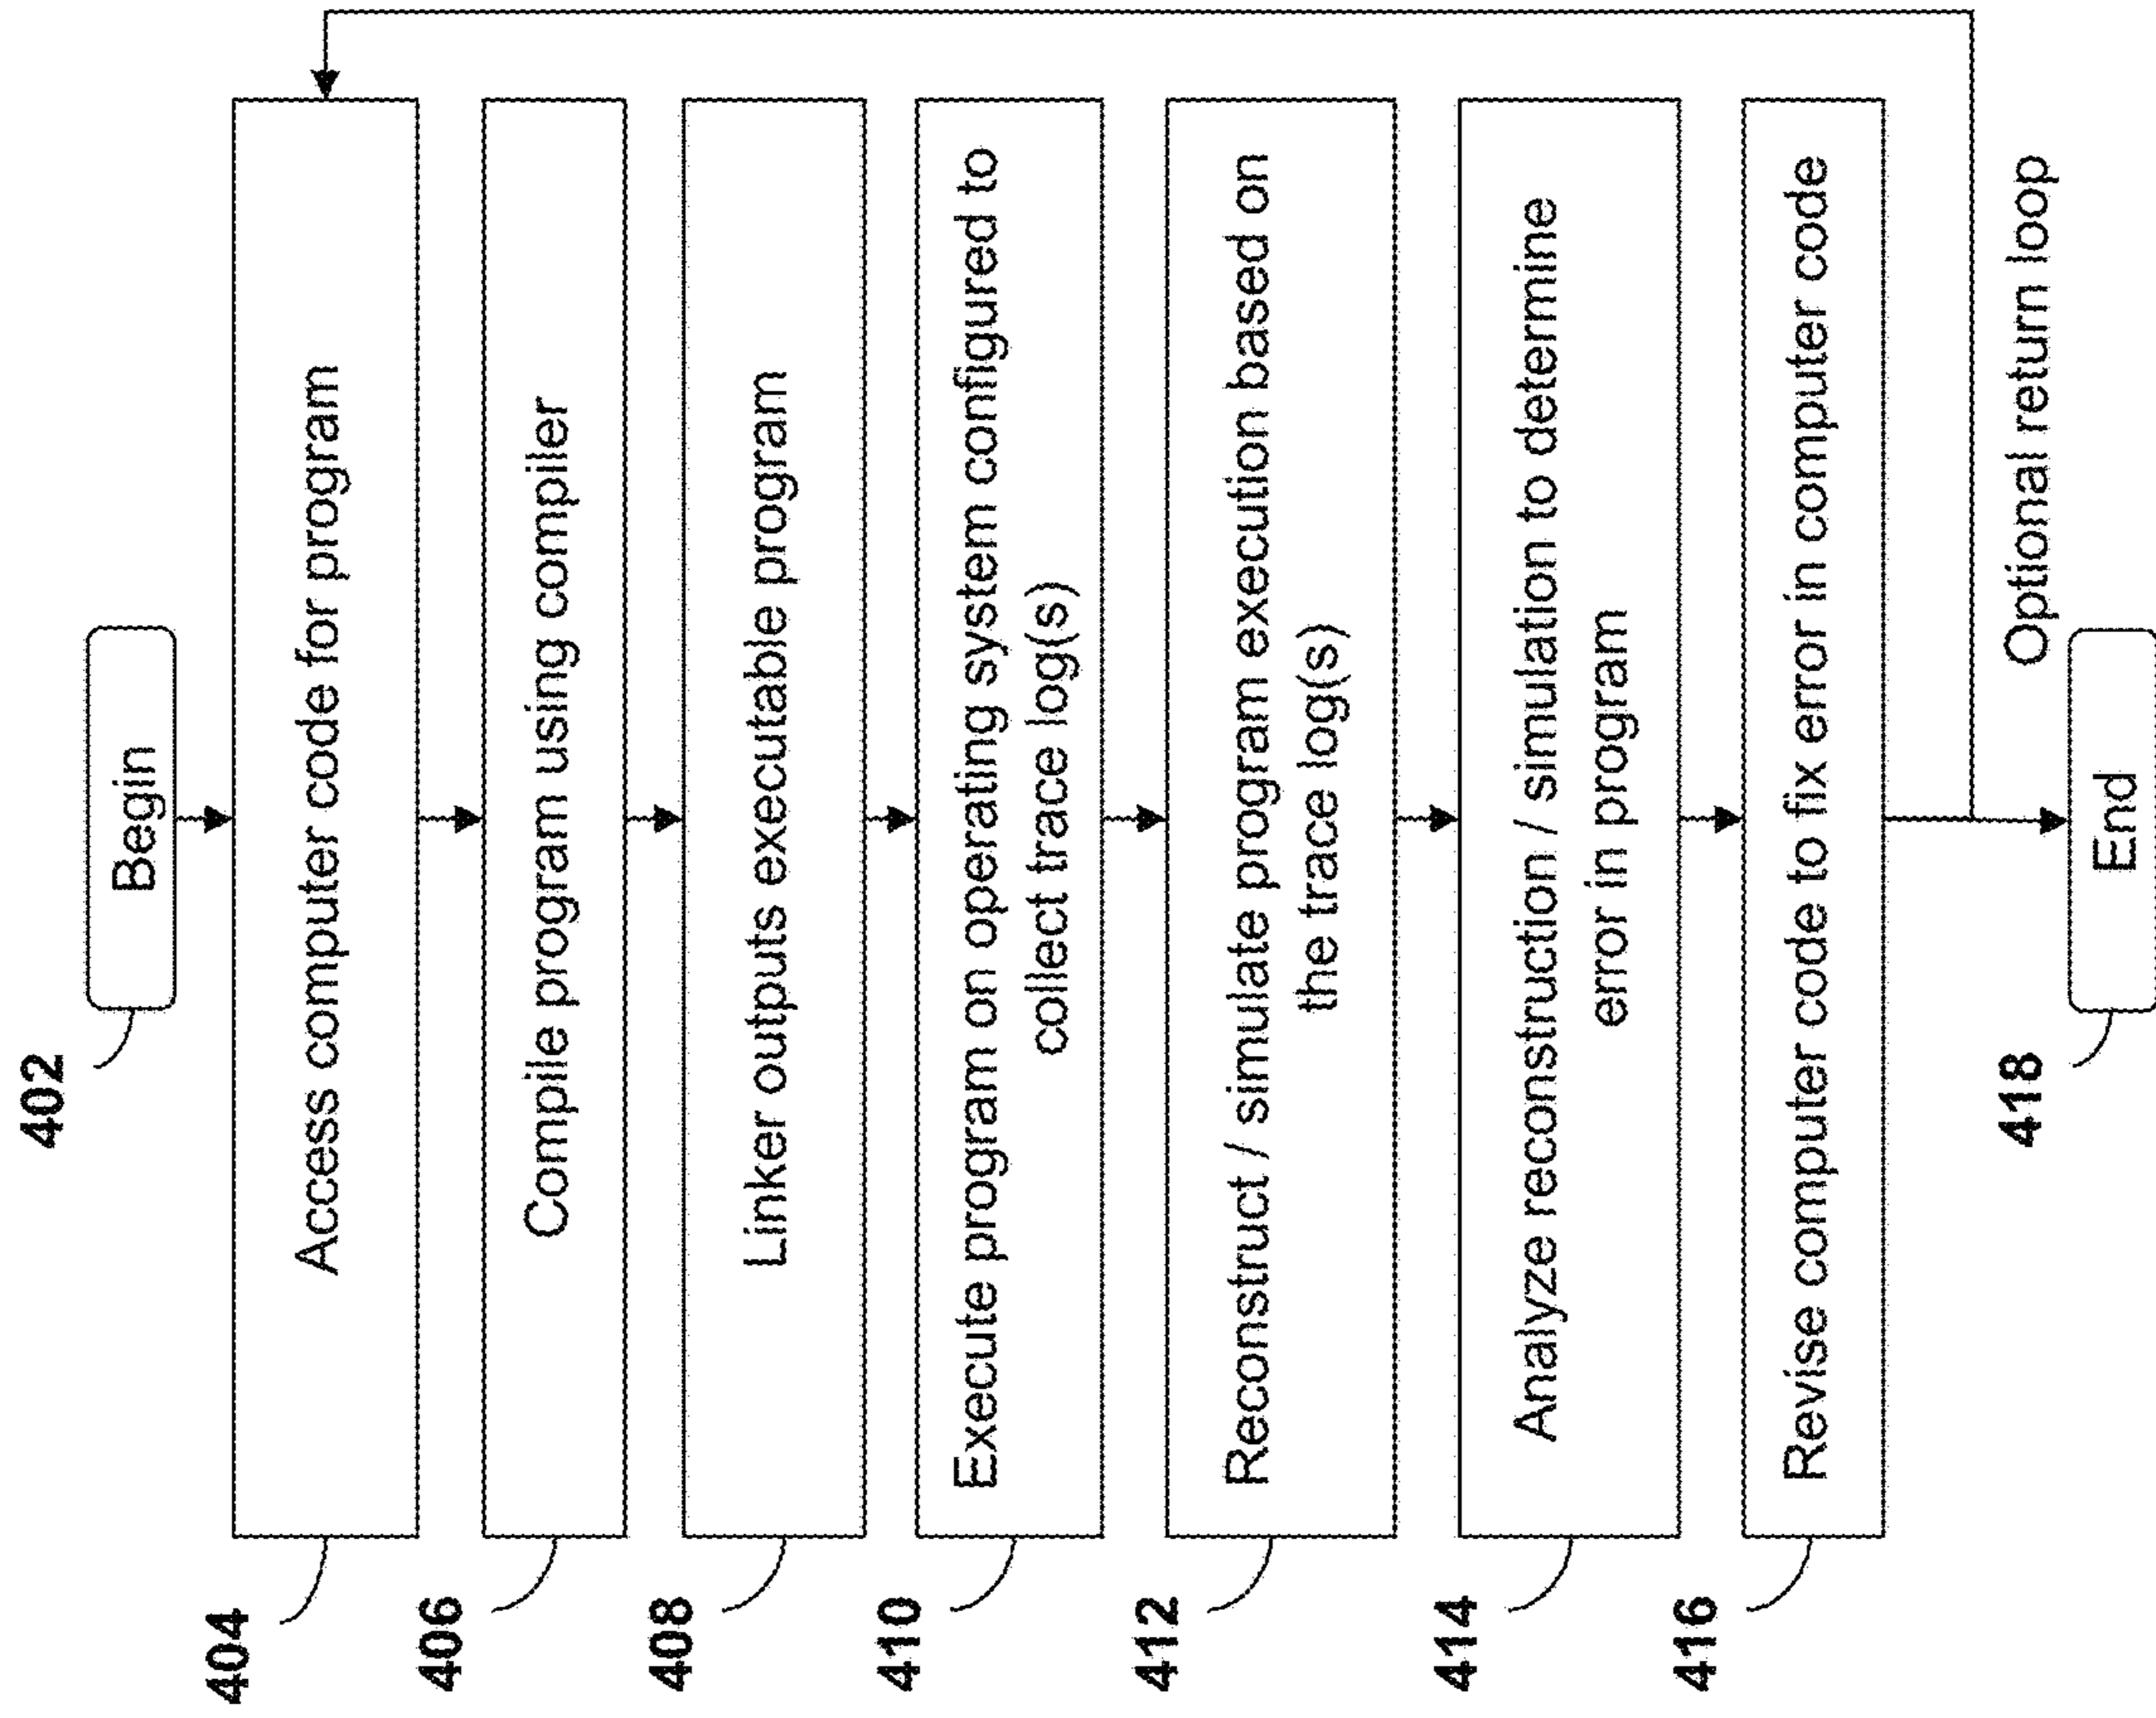 402
Begin
404
Access computer code for program
406
Compile program using compiler
408
Linker outputs executable program
410
Execute program on operating system configured to
collect trace log(s)
412
Reconstruct / simulate program execution based on
the trace log(s)
414
Analyze reconstruction / simulation to determine
error in program
416
Revise computer code to fix error in computer code
Optional return loop
418
End